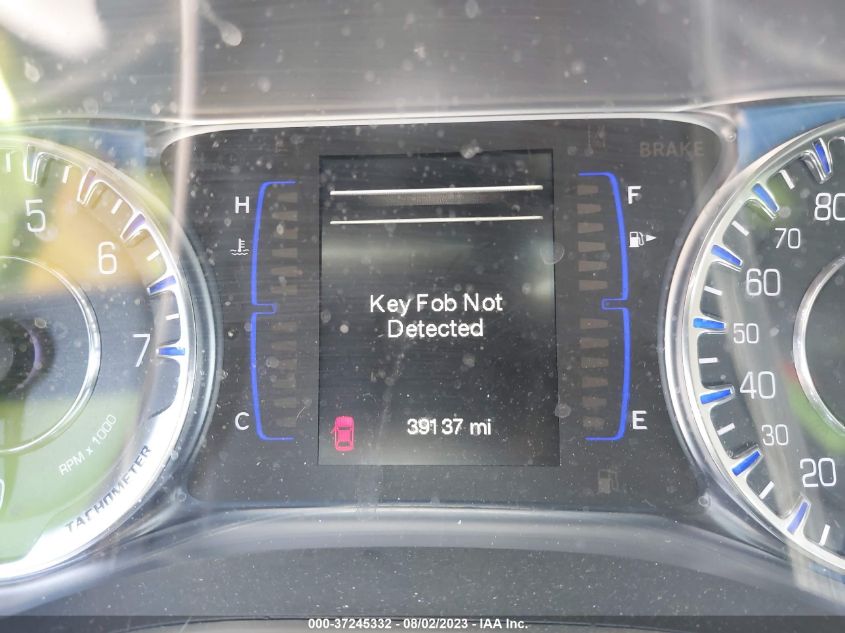 BRAKE
H
F
5
6
7
RPM x 1000
TACHOMETER
C
E
Key Fob Not
Detected
39137 mi
80
70
60
50
40
30
20
000-37245332 - 08/02/2023 - IAA Inc.